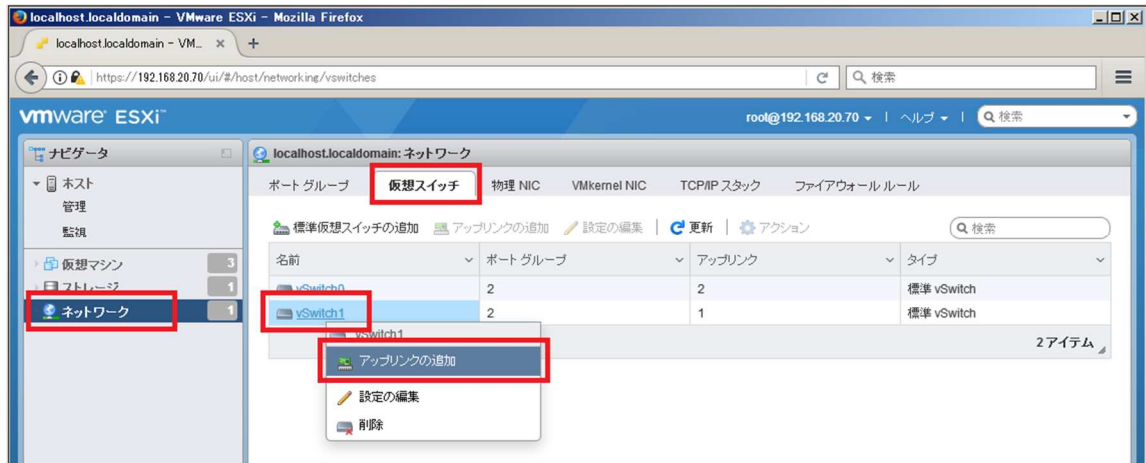 localhost.localdomain - VMware ESXi - Mozilla Firefox
localhost.localdomain - VM...
https://192.168.20.70/ui/#/host/networking/vswitches
検索
vmware ESXi™
root@192.168.20.70
ヘルプ
検索
ナビゲータ
ホスト
管理
監視
仮想マシン 3
ストレージ 1
ネットワーク 1
localhost.localdomain: ネットワーク
ポート グループ 仮想スイッチ 物理 NIC VMkernel NIC TCP/IP スタック ファイアウォール ルール
標準仮想スイッチの追加 アップリンクの追加 設定の編集 更新 アクション 検索
名前 ポート グループ アップリンク タイプ
vSwitch0 2 2 標準 vSwitch
vSwitch1 2 1 標準 vSwitch
2 アイテム
vSwitch1
アップリンクの追加
設定の編集
削除